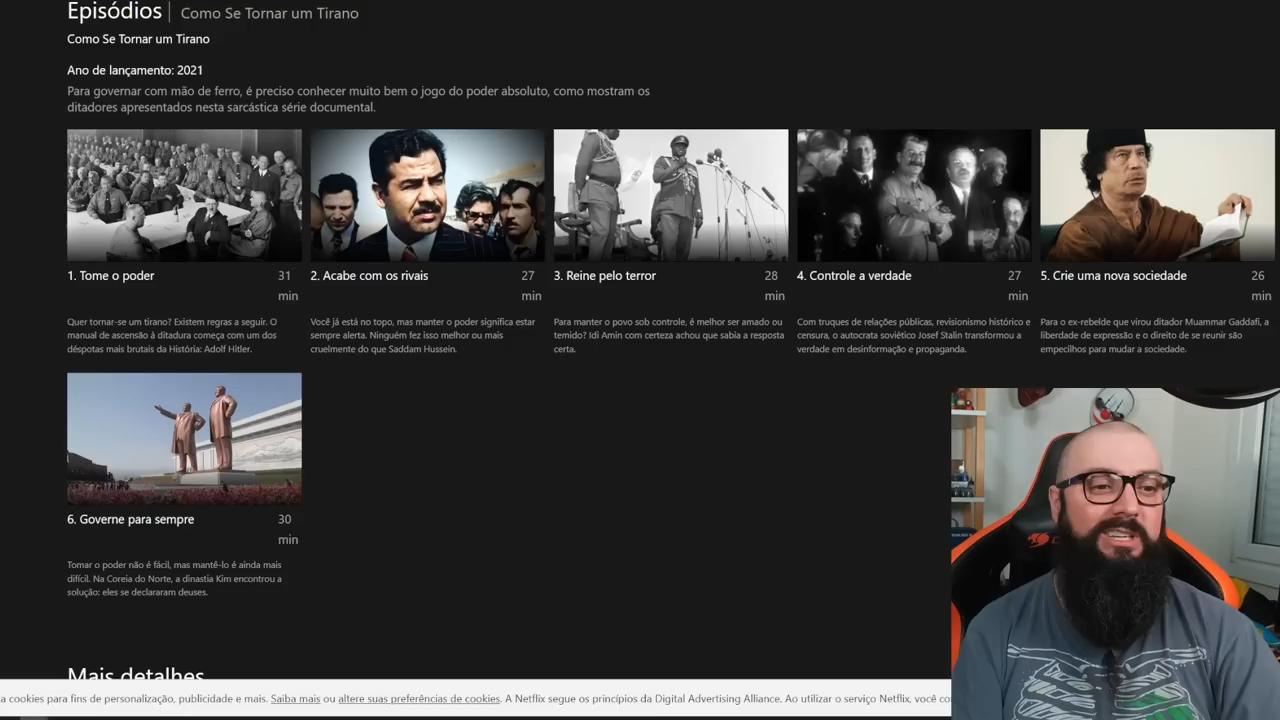 Episódios | Como Se Tornar um Tirano
Como Se Tornar um Tirano
Ano de lançamento: 2021
Para governar com mão de ferro, é preciso conhecer muito bem o jogo do poder absoluto, como mostram os
ditadores apresentados nesta sarcástica série documental.
1. Tome o poder 31
min
Quer tornar-se um tirano? Existem regras a seguir. O
manual de ascensão à ditadura começa com um dos
déspotas mais brutais da História: Adolf Hitler.
2. Acabe com os rivais 27
min
Você já está no topo, mas manter o poder significa estar
sempre alerta. Ninguém fez isso melhor ou mais
cruelmente do que Saddam Hussein.
3. Reine pelo terror 28
min
Para manter o povo sob controle, é melhor ser amado ou
temido? Idi Amin com certeza achou que sabia a resposta
certa.
4. Controle a verdade 27
min
Com truques de relações públicas, revisionismo histórico e
censura, o autocrata soviético Josef Stalin transformou a
verdade em desinformação e propaganda.
5. Crie uma nova sociedade 26
min
Para o ex-rebelde que virou ditador Muammar Gaddafi, a
liberdade de expressão e o direito de se reunir são
empecilhos para mudar a sociedade.
6. Governe para sempre 30
min
Tomar o poder não é fácil, mas mantê-lo é ainda mais
difícil. Na Coreia do Norte, a dinastia Kim encontrou a
solução: eles se declararam deuses.
Mais detalhes
a cookies para fins de personalização, publicidade e mais. Saiba mais ou altere suas preferências de cookies. A Netflix segue os princípios da Digital Advertising Alliance. Ao utilizar o serviço Netflix, você co